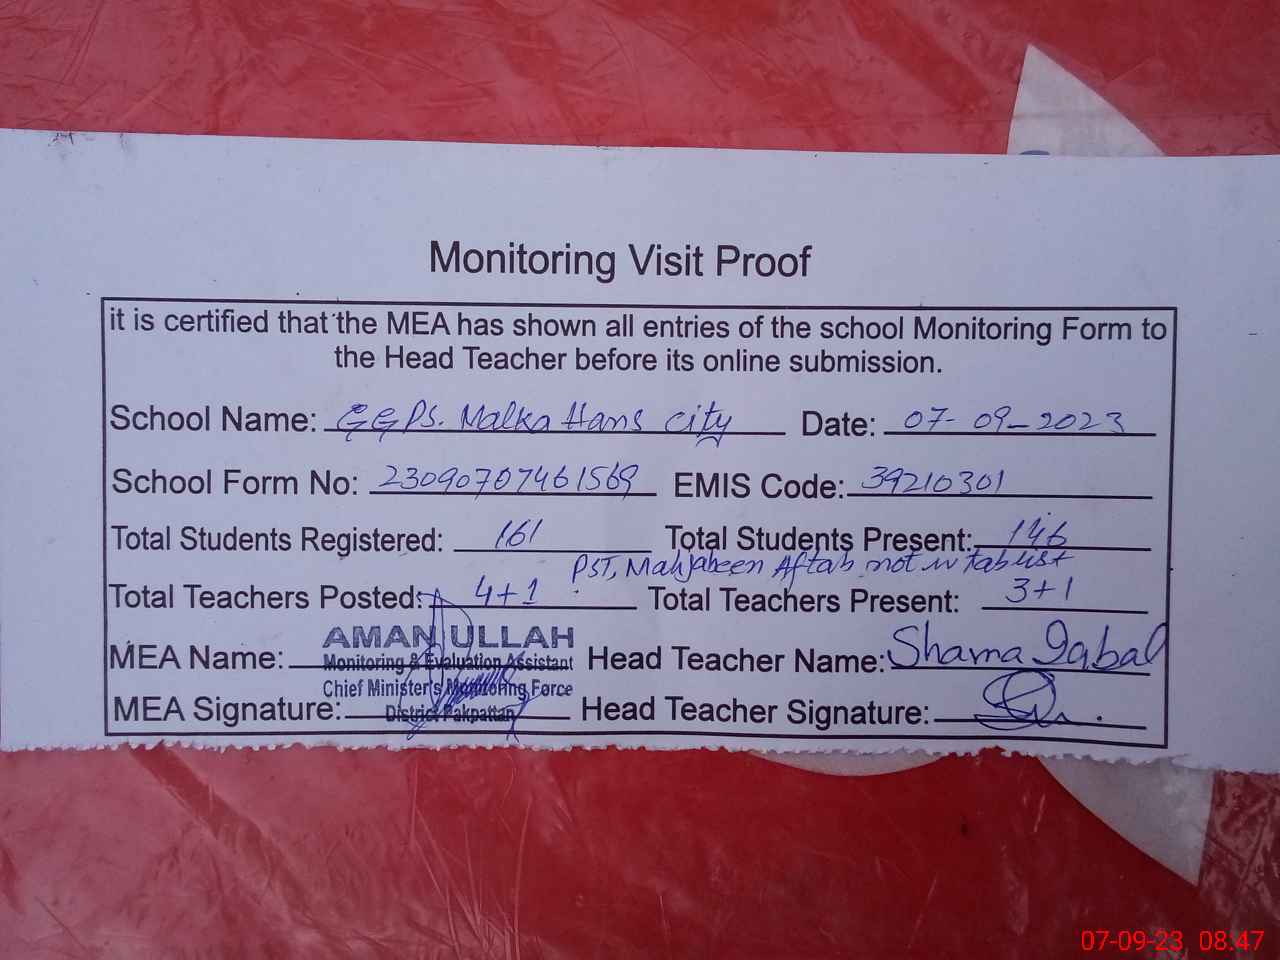 Monitoring Visit Proof
it is certified that the MEA has shown all entries of the school Monitoring Form to
the Head Teacher before its online submission.
School Name: GGPS. Malka Hans City Date: 07-09-2023
School Form No: 23090707461569 EMIS Code: 39210301
Total Students Registered: 161 Total Students Present: 146
PST, Mahjabeen Aftab not in tab list
Total Teachers Posted: 4+1 Total Teachers Present: 3+1
MEA Name: AMAN ULLAH Head Teacher Name: Shama Iqbal
Monitoring & Evaluation Assistant
Chief Minister's Monitoring Force
MEA Signature: District Pakpattan Head Teacher Signature:
07-09-23 08:47